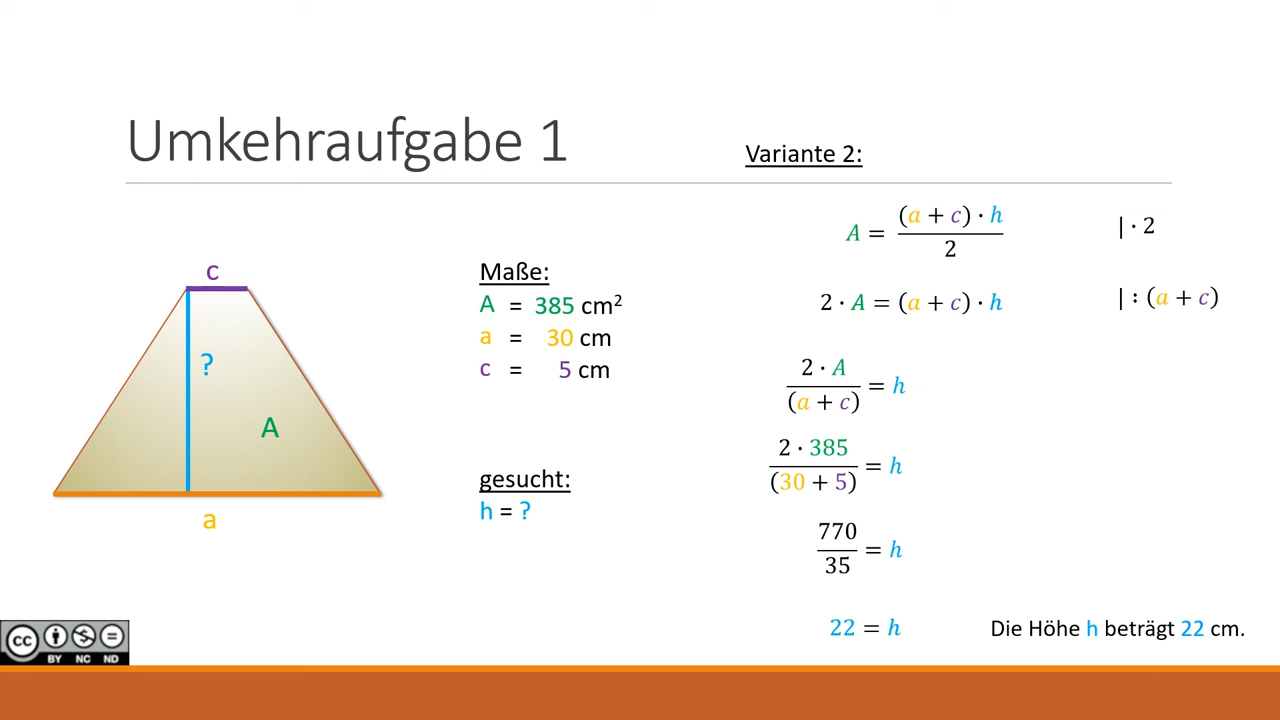 Umkehraufgabe 1
Variante 2:
A = (a + c) · h / 2 | · 2
2 · A = (a + c) · h | : (a + c)
2 · A / (a + c) = h
2 · 385 / (30 + 5) = h
770 / 35 = h
22 = h
Die Höhe h beträgt 22 cm.
Maße:
A = 385 cm²
a = 30 cm
c = 5 cm
gesucht:
h = ?
c
?
A
a
CC
BY NC ND